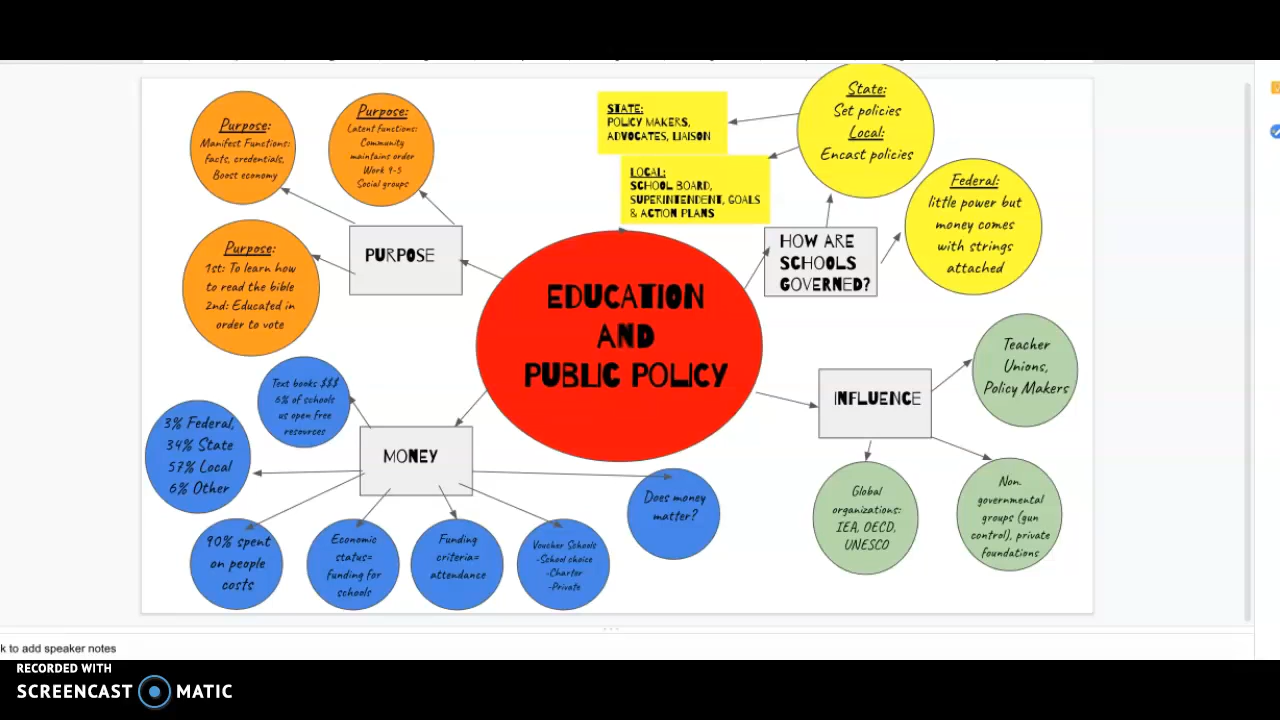 Purpose:
Manifest Functions:
facts, credentials,
Boost economy
Purpose:
Latent functions:
Community
maintains order
Work 9-5
Social groups
STATE:
POLICY MAKERS,
ADVOCATES, LIAISON
LOCAL:
SCHOOL BOARD,
SUPERINTENDENT, GOALS
& ACTION PLANS
State:
Set policies
Local:
Encast policies
Federal:
little power but
money comes
with strings
attached
PURPOSE
HOW ARE
SCHOOLS
GOVERNED?
Purpose:
1st: To learn how
to read the bible
2nd: Educated in
order to vote
EDUCATION
AND
PUBLIC POLICY
Teacher
Unions,
Policy Makers
INFLUENCE
Text books $$$
6% of schools
us open free
resources
3% Federal,
34% State
57% Local
6% Other
MONEY
Does money
matter?
Global
organizations:
IEA, OECD,
UNESCO
Non
governmental
groups (gun
control), private
foundations
90% spent
on people
costs
Economic
status=
funding for
schools
Funding
criteria=
attendance
Voucher Schools
-School choice
-Charter
-Private
k to add speaker notes
RECORDED WITH
SCREENCAST MATIC